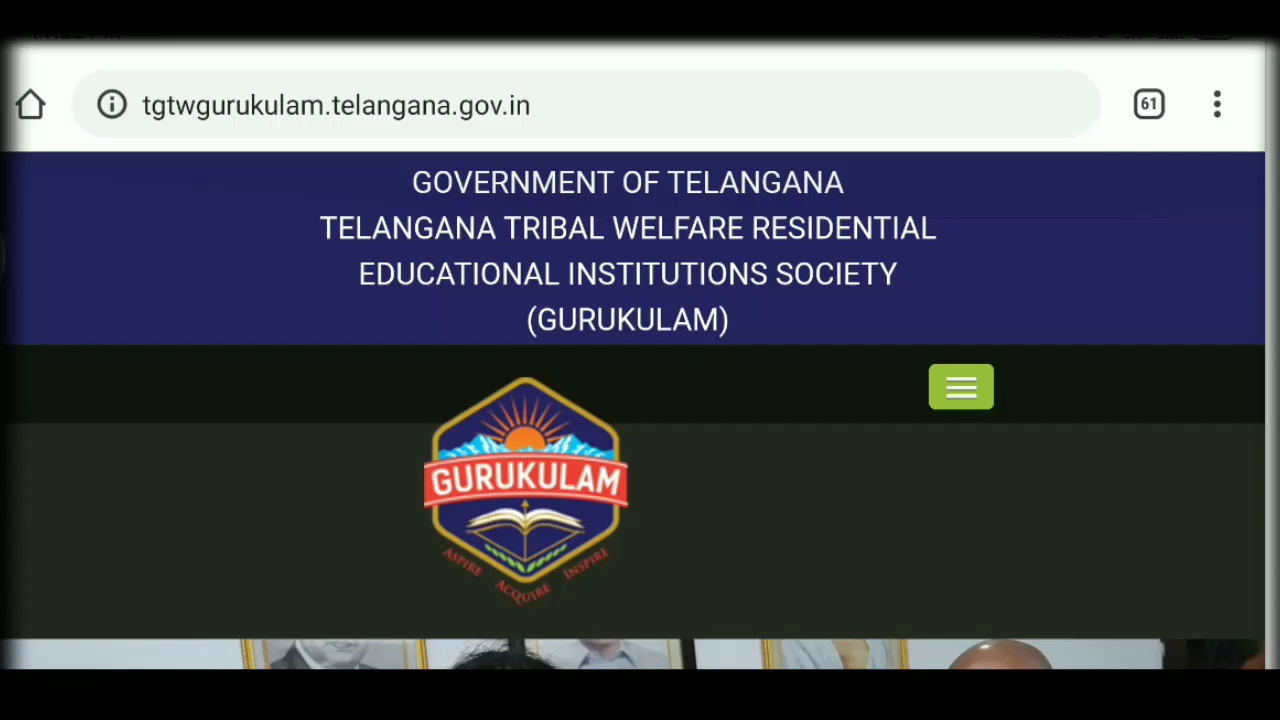 tgtwgurukulam.telangana.gov.in
61
GOVERNMENT OF TELANGANA
TELANGANA TRIBAL WELFARE RESIDENTIAL
EDUCATIONAL INSTITUTIONS SOCIETY
(GURUKULAM)
GURUKULAM
ASPIRE ACQUIRE INSPIRE